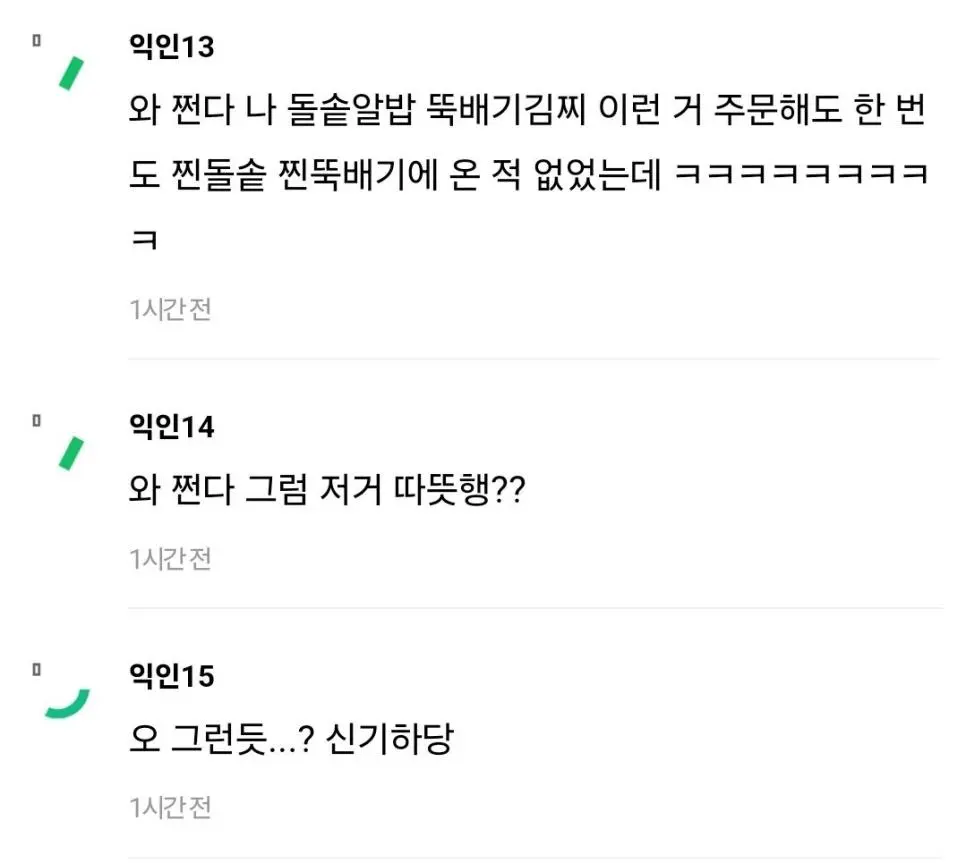 익인13
와 쩐다 나 돌솥알밥 뚝배기김찌 이런 거 주문해도 한 번
도 찐돌솥 찐뚝배기에 온 적 없었는데 ㅋㅋㅋㅋㅋㅋㅋㅋ
ㅋ
1시간 전
익인14
와 쩐다 그럼 저거 따뜻행??
1시간 전
익인15
오 그런듯...? 신기하당
1시간 전